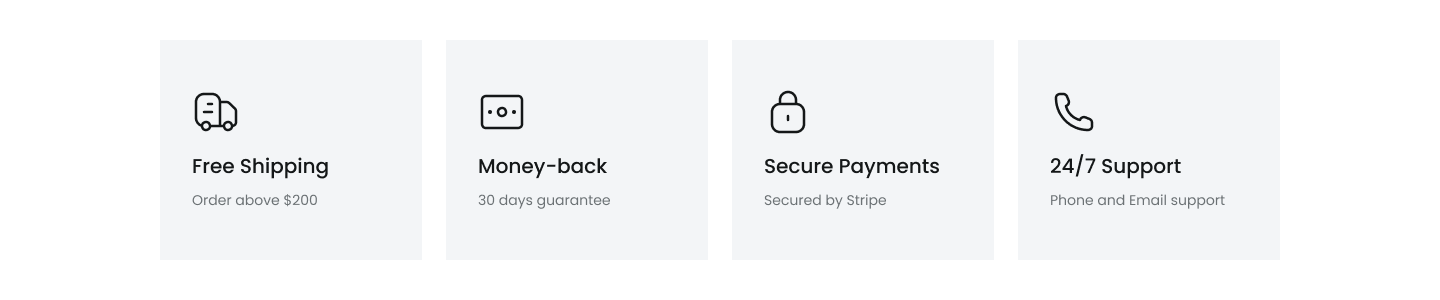 Free Shipping
Order above $200
Money-back
30 days guarantee
Secure Payments
Secured by Stripe
24/7 Support
Phone and Email support